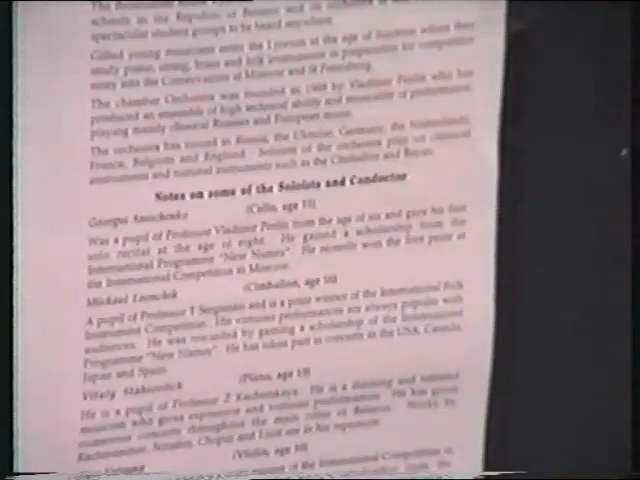 schools in the Republic of Belarus and
spectacular student groups to be heard anywhere.
Gifted young musicians enter the Lyceum at the age of fourteen where they
study piano, string, brass and folk instruments in preparation for competitive
entry into the Conservatoires of Moscow and St Petersburg.
The chamber Orchestra was founded in 1988 by Vladimir Perlin who has
produced an ensemble of high technical ability and musicality of performance
playing mainly classical Russian and European music.
The orchestra has toured in Russia, the Ukraine, Germany, the Netherlands,
France, Belgium and England. Soloists of the orchestra play on classical
instruments and national instruments such as the Cimbalon and Bayan.
Notes on some of the Soloists and Conductor
Georgui Anischenko (Cello, age 11)
Was a pupil of Professor Vladimir Perlin from the age of six and gave his first
solo recital at the age of eight. He gained a scholarship from the
International Programme "New Names". He recently won the first prize at
the International Competition in Moscow.
Michael Leonchik (Cimbalon, age 16)
A pupil of Professor T Sergeenko and is a prize winner of the International Folk
Instrument Competition. His virtuoso performances are always popular with
audiences. He was rewarded by gaining a scholarship of the International
Programme "New Names". He has taken part in concerts in the USA, Canada,
Japan and Spain.
Vitaly Stahievitch (Piano, age 15)
He is a pupil of Professor Z Kachonkaya. He is a thinking and
musician who gives expressive and virtuoso performances. He has given
numerous concerts throughout the main cities of Belarus. Works by
Rachmaninov, Scriabin, Chopin and Liszt are in his repertoire.
(Violin, age
of the International Competition in